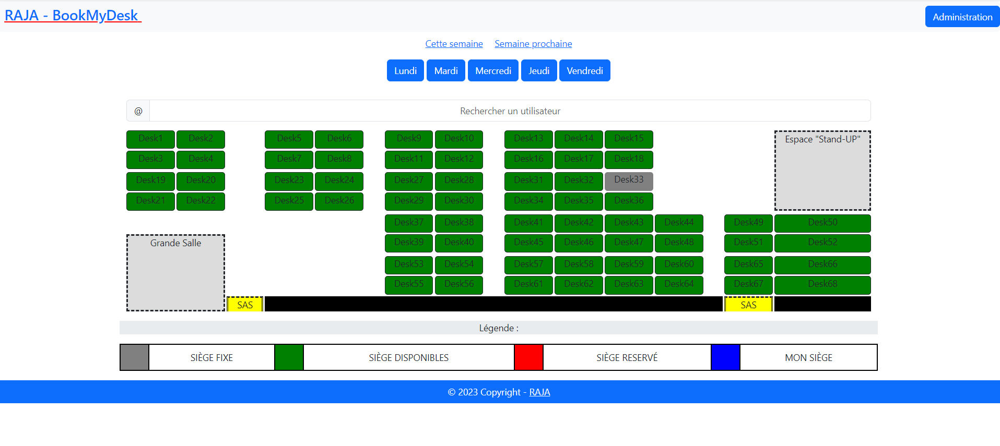 RAJA - BookMyDesk
Administration
Cette semaine Semaine prochaine
Lundi Mardi Mercredi Jeudi Vendredi
@ Rechercher un utilisateur
Desk1 Desk2 Desk5 Desk6 Desk9 Desk10 Desk13 Desk14 Desk15 Espace "Stand-UP"
Desk3 Desk4 Desk7 Desk8 Desk11 Desk12 Desk16 Desk17 Desk18
Desk19 Desk20 Desk23 Desk24 Desk27 Desk28 Desk31 Desk32 Desk33
Desk21 Desk22 Desk25 Desk26 Desk29 Desk30 Desk34 Desk35 Desk36
Desk37 Desk38 Desk41 Desk42 Desk43 Desk44 Desk49 Desk50
Grande Salle Desk39 Desk40 Desk45 Desk46 Desk47 Desk48 Desk51 Desk52
Desk53 Desk54 Desk57 Desk58 Desk59 Desk60 Desk65 Desk66
Desk55 Desk56 Desk61 Desk62 Desk63 Desk64 Desk67 Desk68
SAS SAS
Légende :
SIÈGE FIXE SIÈGE DISPONIBLES SIÈGE RESERVÉ MON SIÈGE
© 2023 Copyright - RAJA